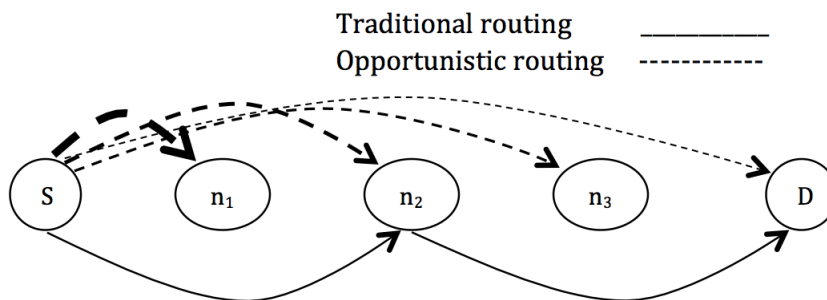 Traditional routing
Opportunistic routing
S n₁ n₂ n₃ D